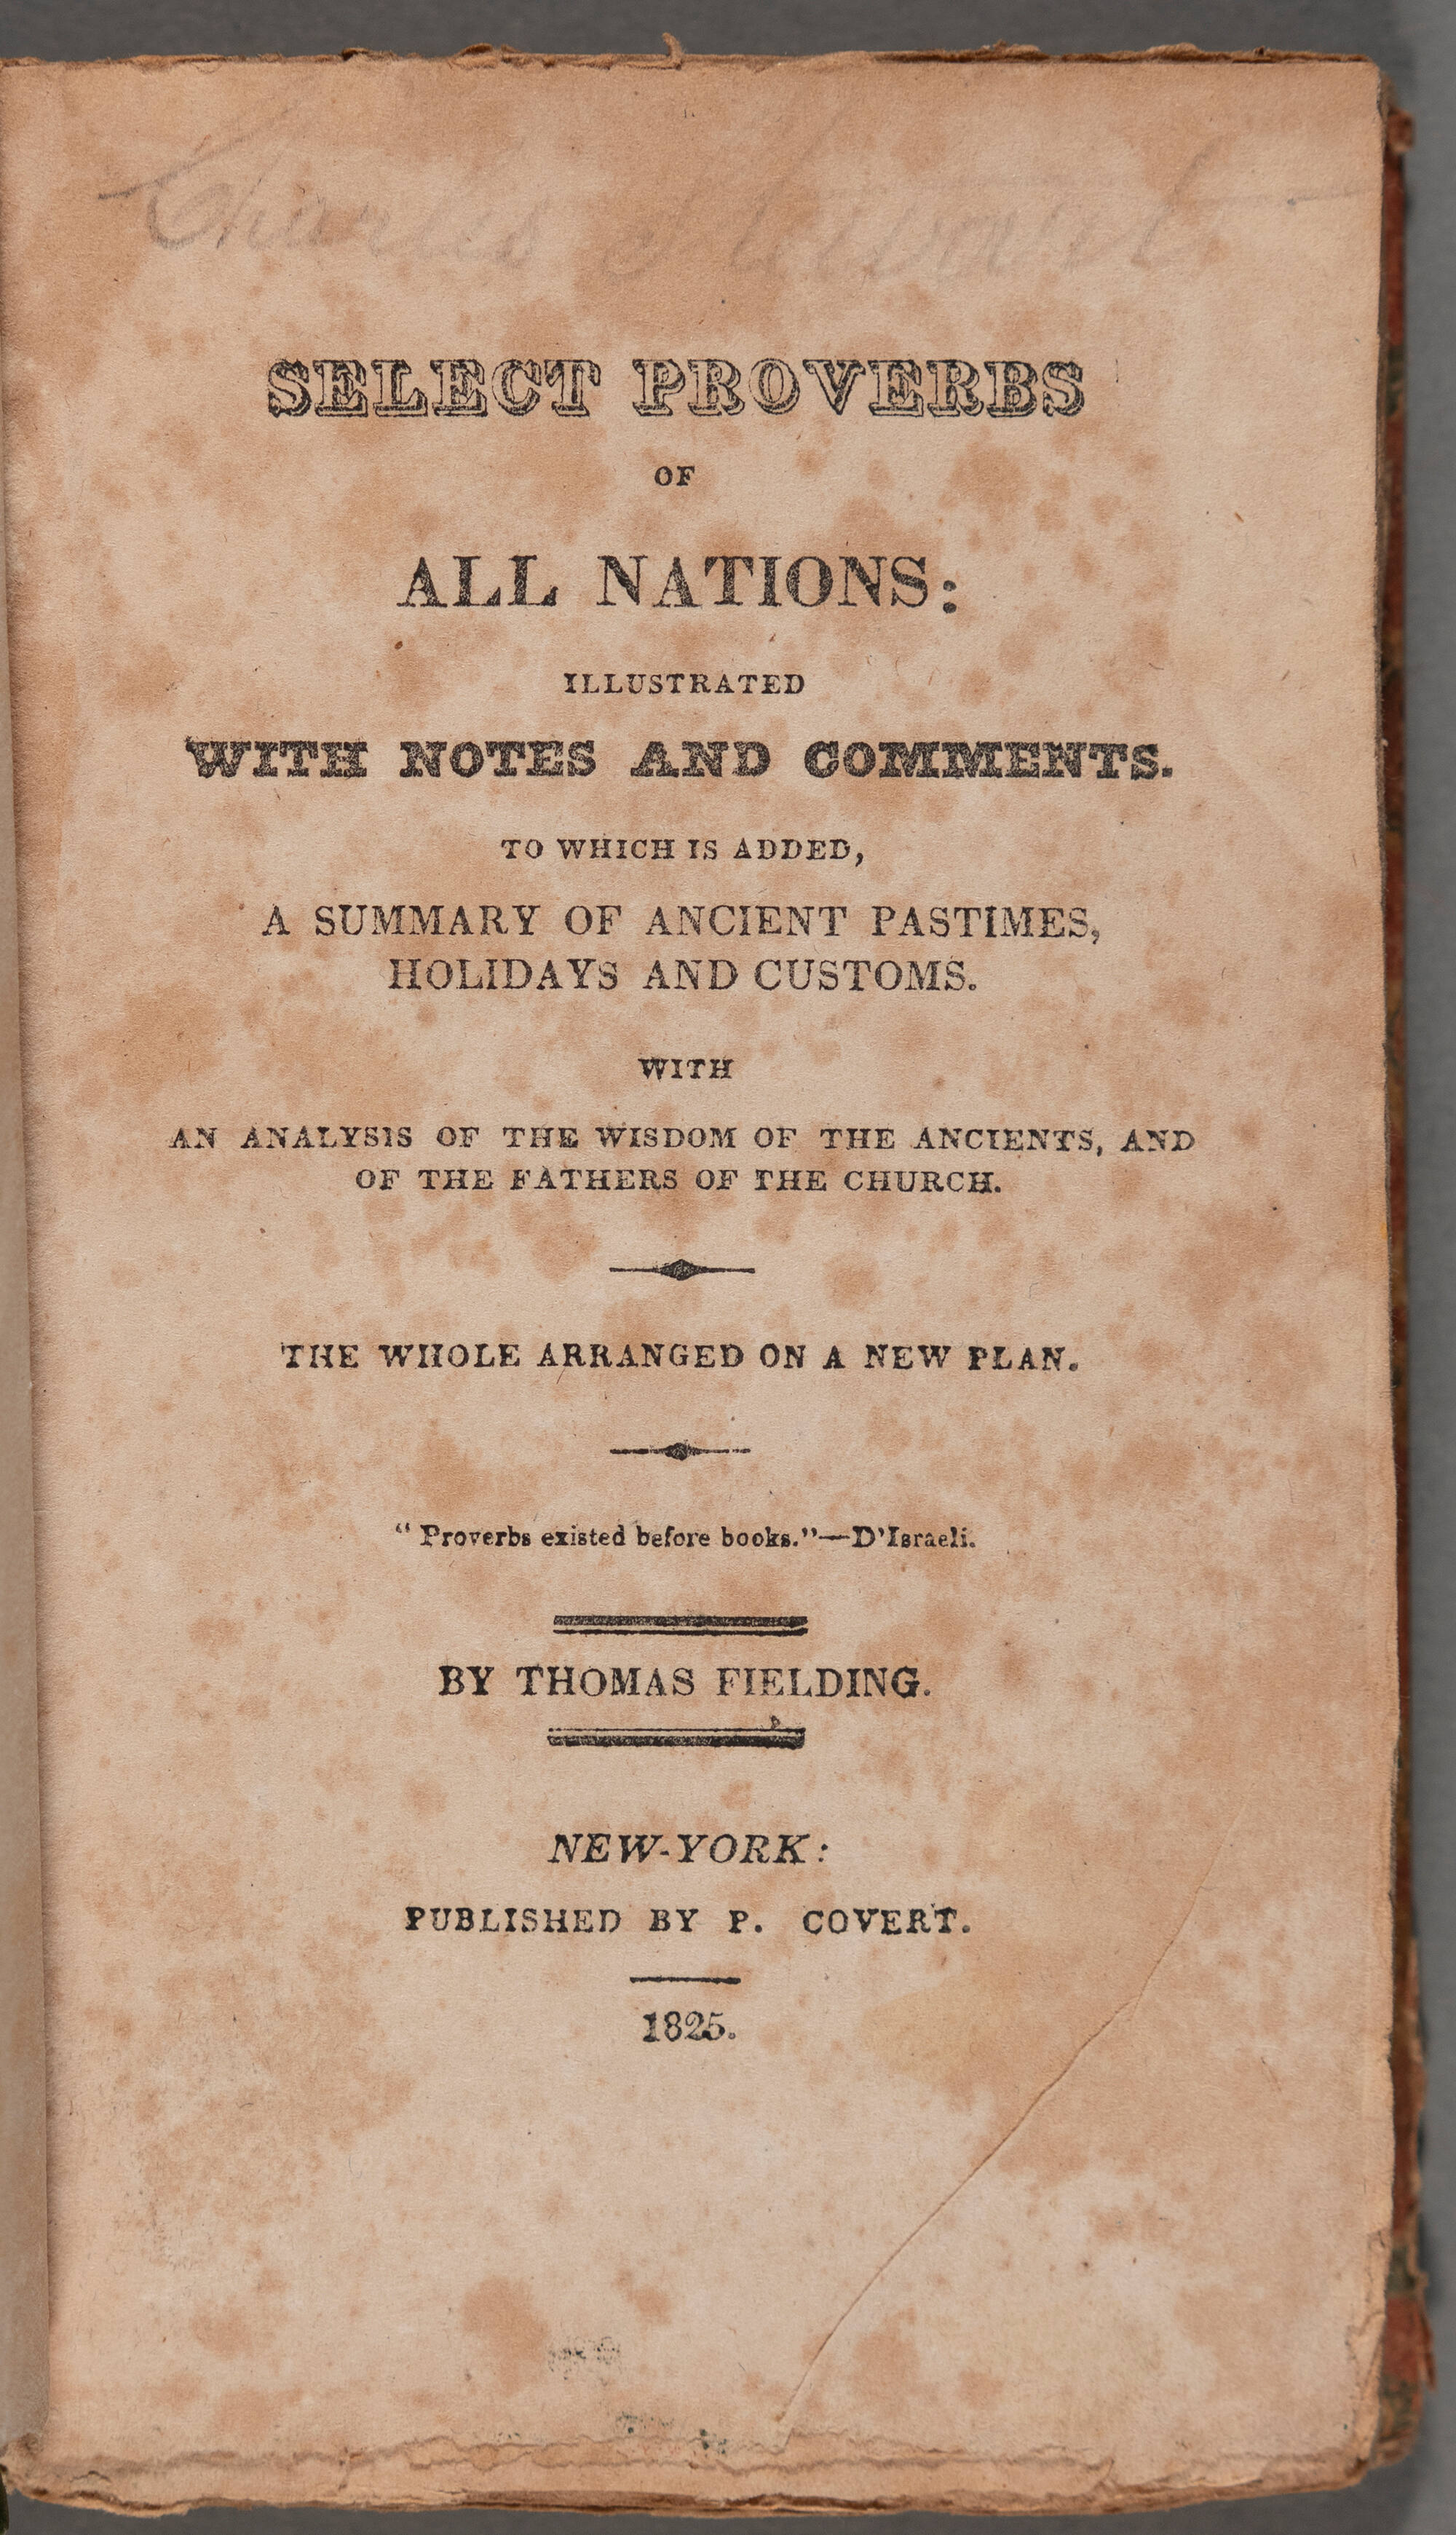 Charles
SELECT PROVERBS
OF
ALL NATIONS:
ILLUSTRATED
WITH NOTES AND COMMENTS.
TO WHICH IS ADDED,
A SUMMARY OF ANCIENT PASTIMES,
HOLIDAYS AND CUSTOMS.
WITH
AN ANALYSIS OF THE WISDOM OF THE ANCIENTS, AND
OF THE FATHERS OF THE CHURCH.
THE WHOLE ARRANGED ON A NEW PLAN.
“ Proverbs existed before books.”—D’Israeli.
BY THOMAS FIELDING.
NEW-YORK:
PUBLISHED BY P. COVERT.
1825.